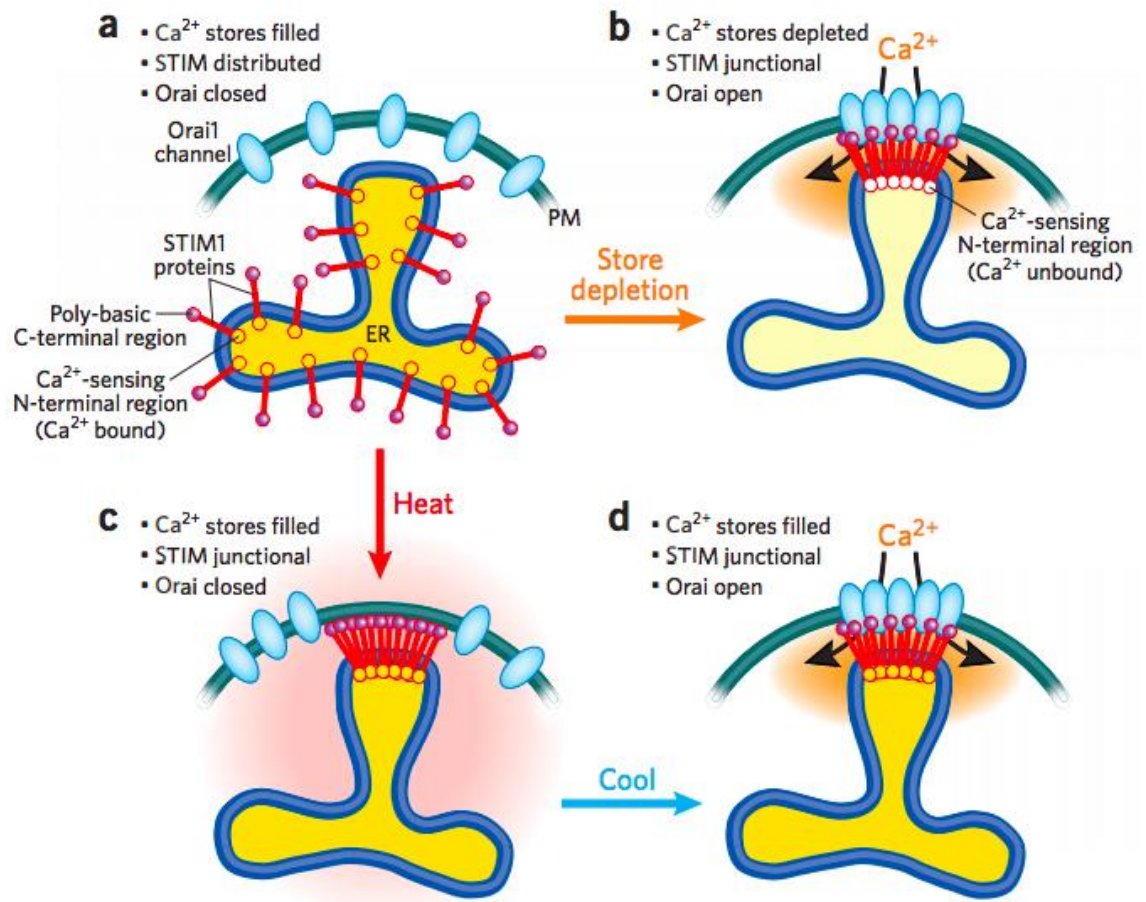 a
▪ Ca²⁺ stores filled
▪ STIM distributed
▪ Orai closed
Orai1
channel
PM
STIM1
proteins
Poly-basic
C-terminal region
ER
Ca²⁺-sensing
N-terminal region
(Ca²⁺ bound)
Store
depletion
b
▪ Ca²⁺ stores depleted
▪ STIM junctional
▪ Orai open
Ca²⁺
Ca²⁺-sensing
N-terminal region
(Ca²⁺ unbound)
Heat
c
▪ Ca²⁺ stores filled
▪ STIM junctional
▪ Orai closed
Cool
d
▪ Ca²⁺ stores filled
▪ STIM junctional
▪ Orai open
Ca²⁺